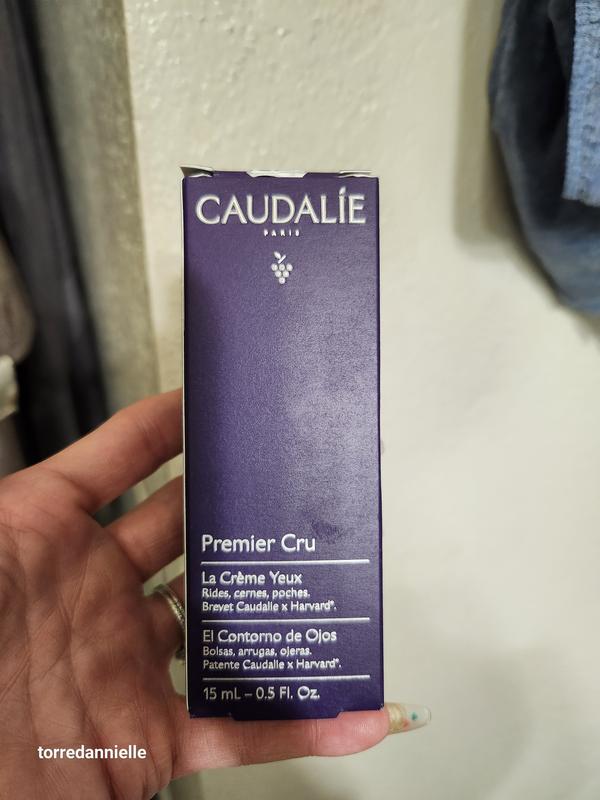 CAUDALÍE
PARIS
Premier Cru
La Crème Yeux
Rides, cernes, poches.
Brevet Caudalie x Harvard*.
El Contorno de Ojos
Bolsas, arrugas, ojeras.
Patente Caudalie x Harvard*.
15 mL – 0.5 Fl. Oz.
torredannielle